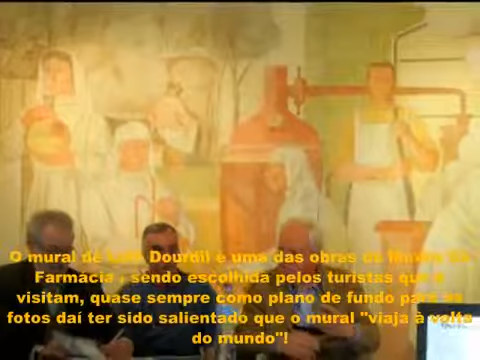 O mural de Luís Dourdil é uma das obras do Museu da
Farmácia , sendo escolhida pelos turistas que o
visitam, quase sempre como plano de fundo para as
fotos daí ter sido salientado que o mural "viaja à volta
do mundo"!